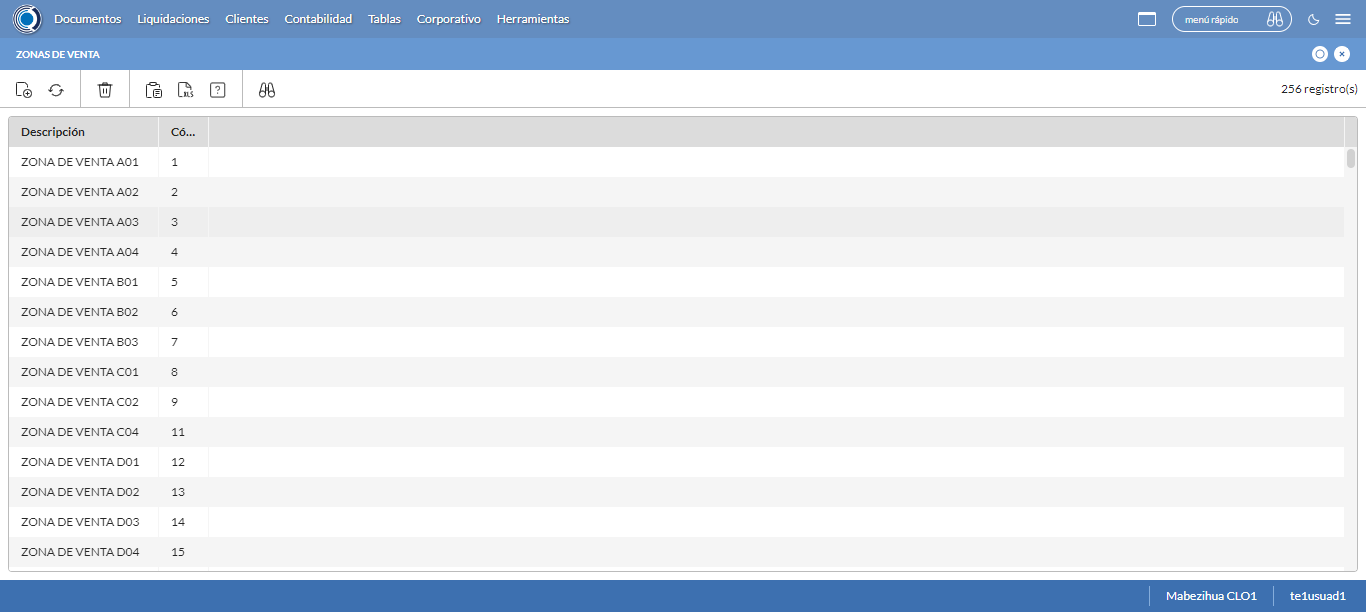 Documentos Liquidaciones Clientes Contabilidad Tablas Corporativo Herramientas menú rápido
ZONAS DE VENTA
XLS ? 256 registro(s)
Descripción Có...
ZONA DE VENTA A01 1
ZONA DE VENTA A02 2
ZONA DE VENTA A03 3
ZONA DE VENTA A04 4
ZONA DE VENTA B01 5
ZONA DE VENTA B02 6
ZONA DE VENTA B03 7
ZONA DE VENTA C01 8
ZONA DE VENTA C02 9
ZONA DE VENTA C04 11
ZONA DE VENTA D01 12
ZONA DE VENTA D02 13
ZONA DE VENTA D03 14
ZONA DE VENTA D04 15
Mabezihua CLO1 te1usuad1